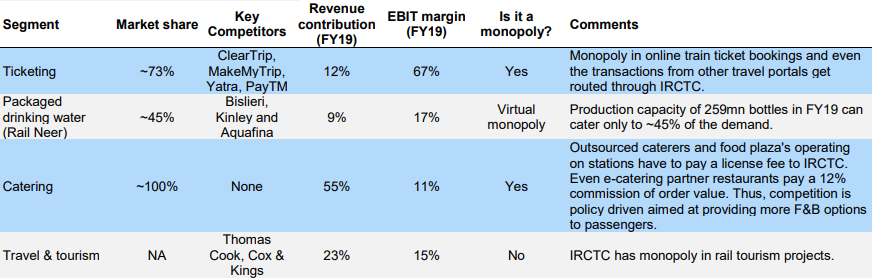 Segment Market share Key Competitors Revenue contribution (FY19) EBIT margin (FY19) Is it a monopoly? Comments
Ticketing ~73% ClearTrip, MakeMyTrip, Yatra, PayTM 12% 67% Yes Monopoly in online train ticket bookings and even the transactions from other travel portals get routed through IRCTC.
Packaged drinking water (Rail Neer) ~45% Bislieri, Kinley and Aquafina 9% 17% Virtual monopoly Production capacity of 259mn bottles in FY19 can cater only to ~45% of the demand.
Catering ~100% None 55% 11% Yes Outsourced caterers and food plaza's operating on stations have to pay a license fee to IRCTC. Even e-catering partner restaurants pay a 12% commission of order value. Thus, competition is policy driven aimed at providing more F&B options to passengers.
Travel & tourism NA Thomas Cook, Cox & Kings 23% 15% No IRCTC has monopoly in rail tourism projects.